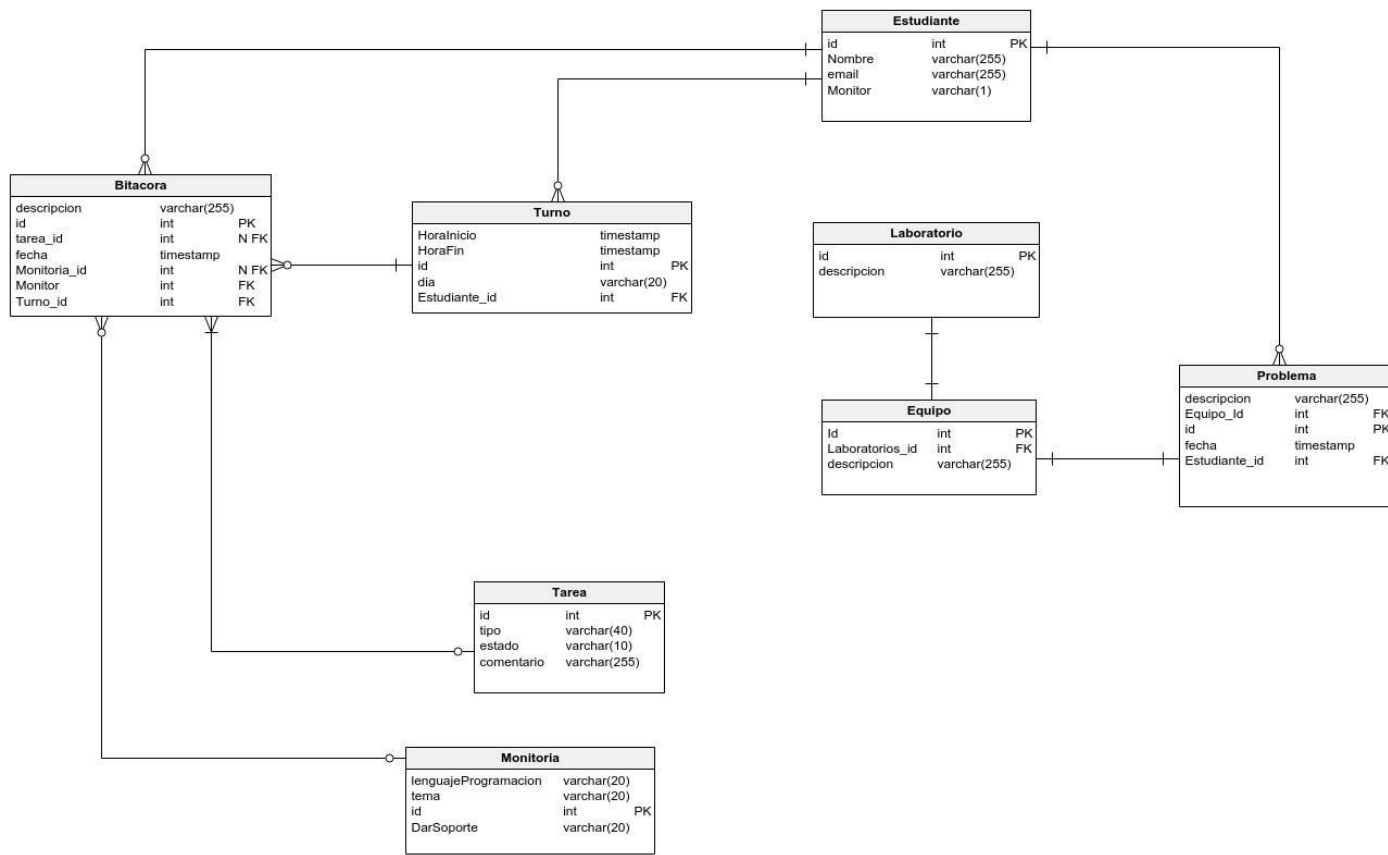 Estudiante
id int PK
Nombre varchar(255)
email varchar(255)
Monitor varchar(1)
Bitacora
descripcion varchar(255)
id int PK
tarea_id int N FK
fecha timestamp
Monitoria_id int N FK
Monitor int FK
Turno_id int FK
Turno
HoraInicio timestamp
HoraFin timestamp
id int PK
dia varchar(20)
Estudiante_id int FK
Laboratorio
id int PK
descripcion varchar(255)
Equipo
Id int PK
Laboratorios_id int FK
descripcion varchar(255)
Problema
descripcion varchar(255)
Equipo_Id int FK
id int PK
fecha timestamp
Estudiante_id int FK
Tarea
id int PK
tipo varchar(40)
estado varchar(10)
comentario varchar(255)
Monitoria
lenguajeProgramacion varchar(20)
tema varchar(20)
id int PK
DarSoporte varchar(20)